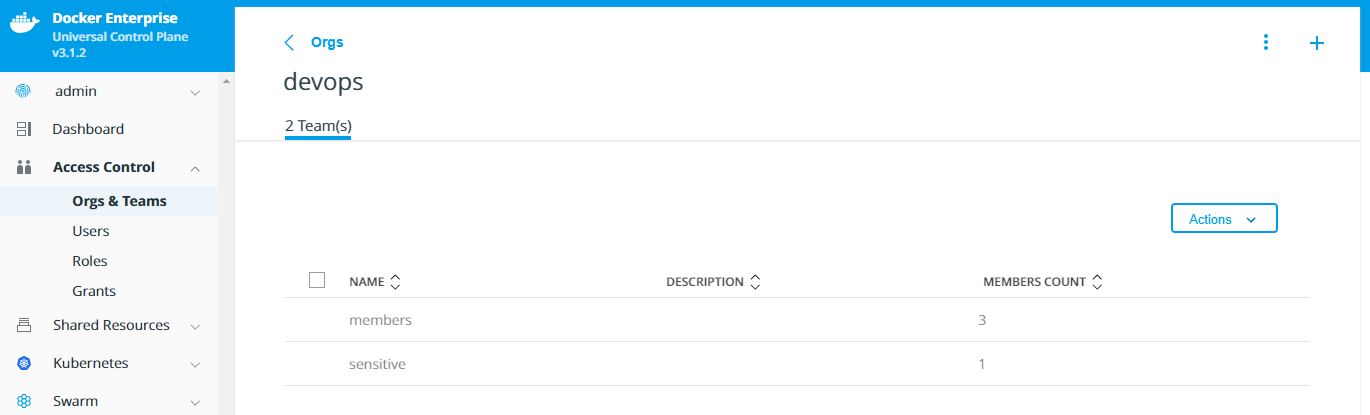 Docker Enterprise
Universal Control Plane
v3.1.2
admin
Dashboard
Access Control
Orgs & Teams
Users
Roles
Grants
Shared Resources
Kubernetes
Swarm
Orgs
devops
2 Team(s)
Actions
NAME DESCRIPTION MEMBERS COUNT
members 3
sensitive 1